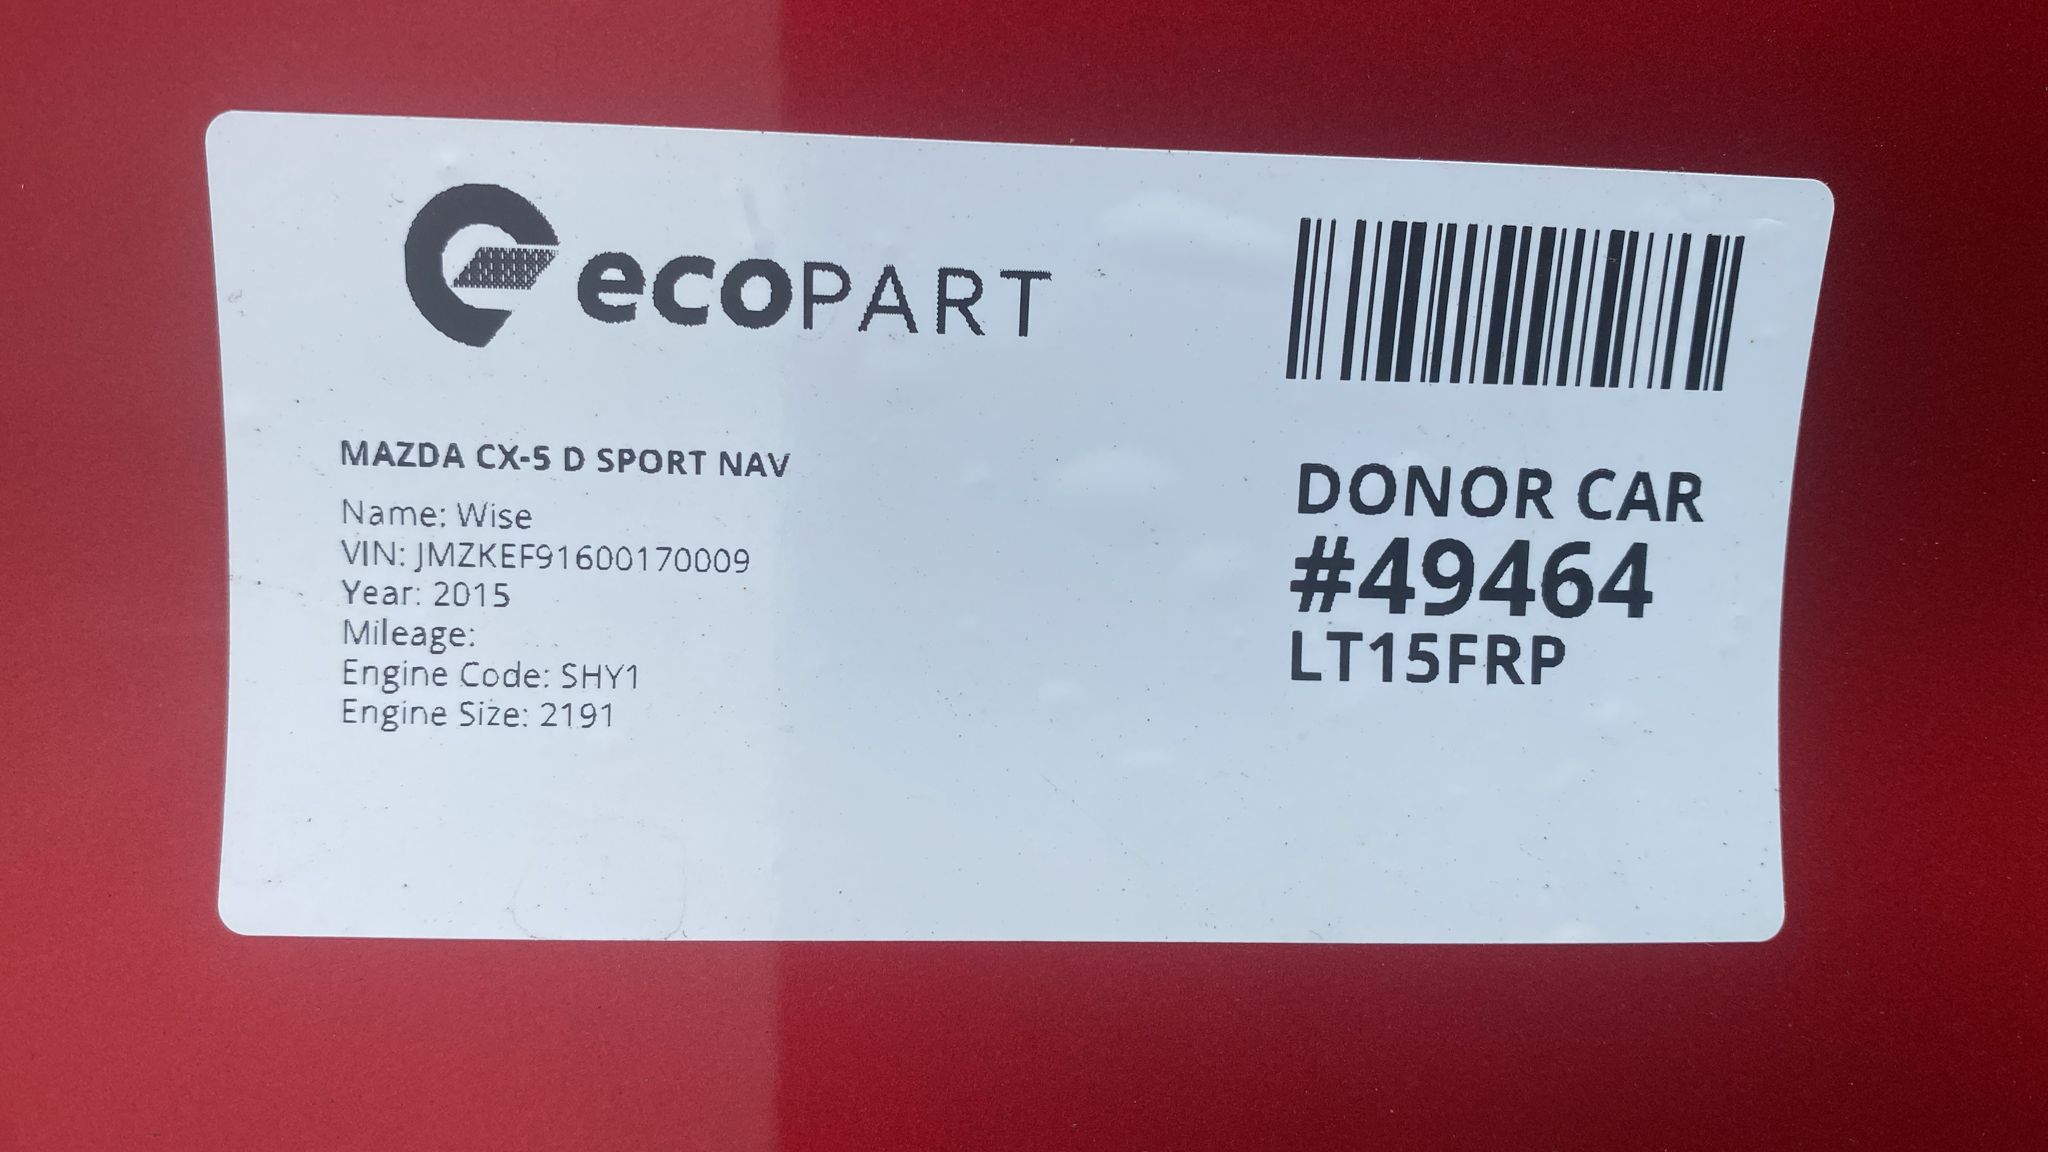 ecoPART
MAZDA CX-5 D SPORT NAV
Name: Wise
VIN: JMZKEF91600170009
Year: 2015
Mileage:
Engine Code: SHY1
Engine Size: 2191
DONOR CAR
#49464
LT15FRP